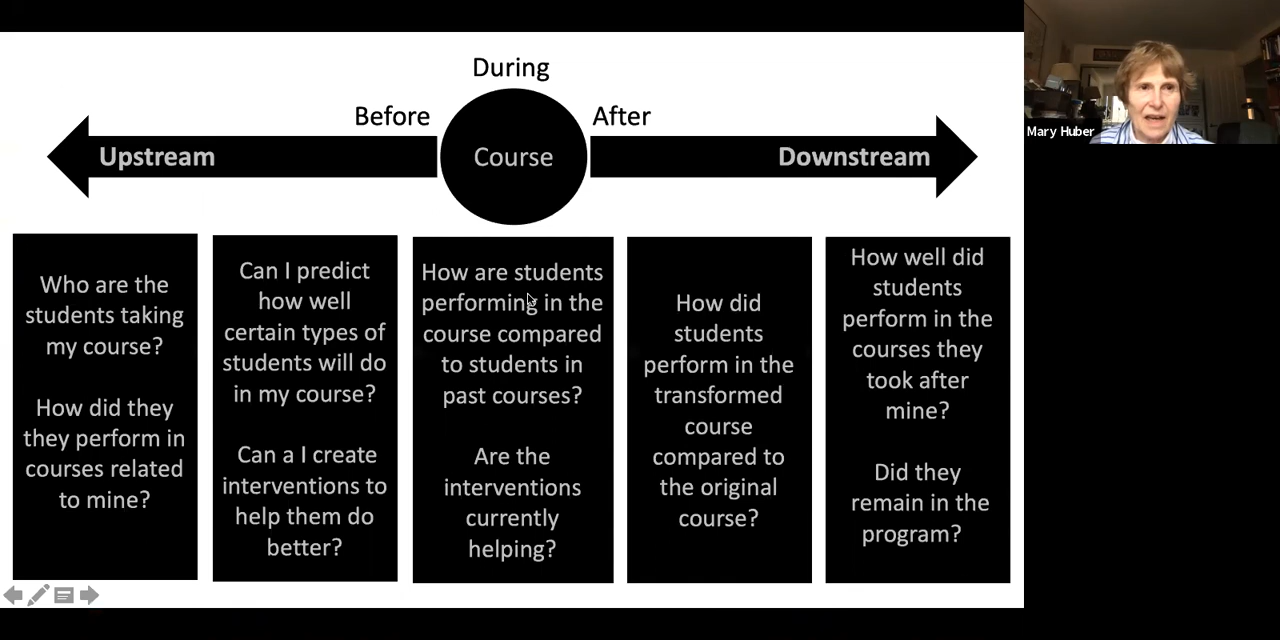 During
Before
After
Upstream
Course
Downstream
Who are the
students taking
my course?
How did they
they perform in
courses related
to mine?
Can I predict
how well
certain types of
students will do
in my course?
Can a I create
interventions to
help them do
better?
How are students
performing in the
course compared
to students in
past courses?
Are the
interventions
currently
helping?
How did
students
perform in the
transformed
course
compared to
the original
course?
How well did
students
perform in the
courses they
took after
mine?
Did they
remain in the
program?
Mary Huber